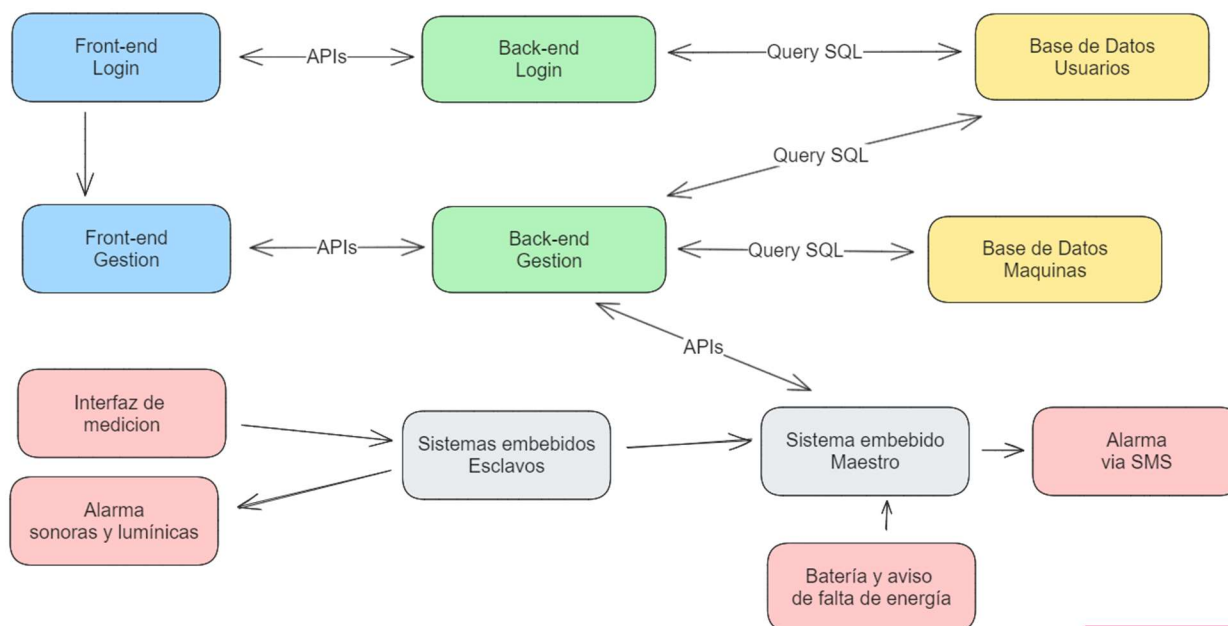 Front-end
Login
APIs
Back-end
Login
Query SQL
Base de Datos
Usuarios
Query SQL
Front-end
Gestion
APIs
Back-end
Gestion
Query SQL
Base de Datos
Maquinas
APIs
Interfaz de
medicion
Sistemas embebidos
Esclavos
Sistema embebido
Maestro
Alarma
via SMS
Alarma
sonoras y lumínicas
Batería y aviso
de falta de energía